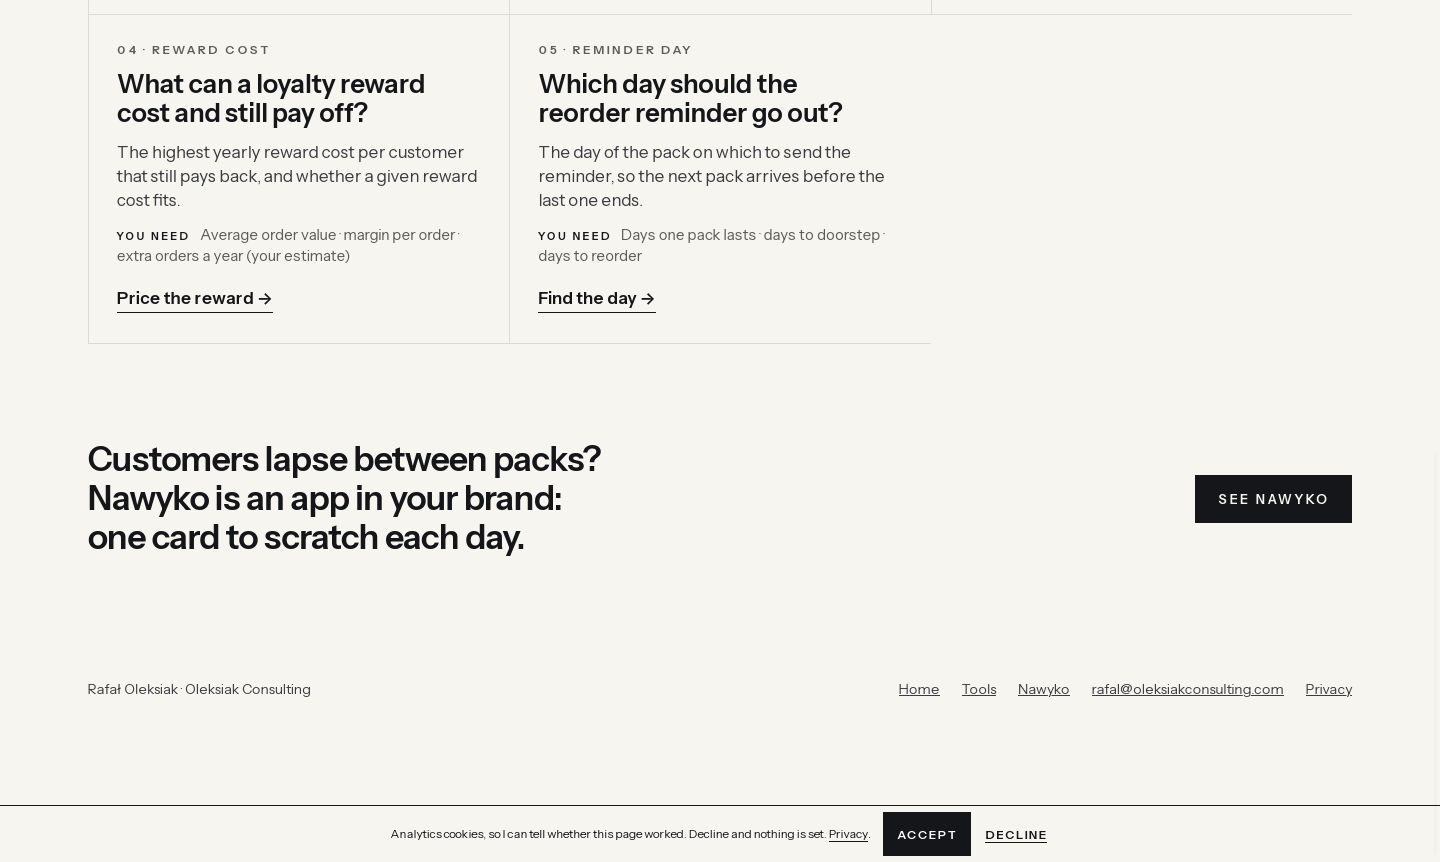 04 · REWARD COST
What can a loyalty reward
cost and still pay off?
The highest yearly reward cost per customer
that still pays back, and whether a given reward
cost fits.
YOU NEED Average order value · margin per order ·
extra orders a year (your estimate)
Price the reward →
05 · REMINDER DAY
Which day should the
reorder reminder go out?
The day of the pack on which to send the
reminder, so the next pack arrives before the
last one ends.
YOU NEED Days one pack lasts · days to doorstep ·
days to reorder
Find the day →
Customers lapse between packs?
Nawyko is an app in your brand:
one card to scratch each day.
SEE NAWYKO
Rafał Oleksiak · Oleksiak Consulting
Home Tools Nawyko rafal@oleksiakconsulting.com Privacy
Analytics cookies, so I can tell whether this page worked. Decline and nothing is set. Privacy. ACCEPT DECLINE